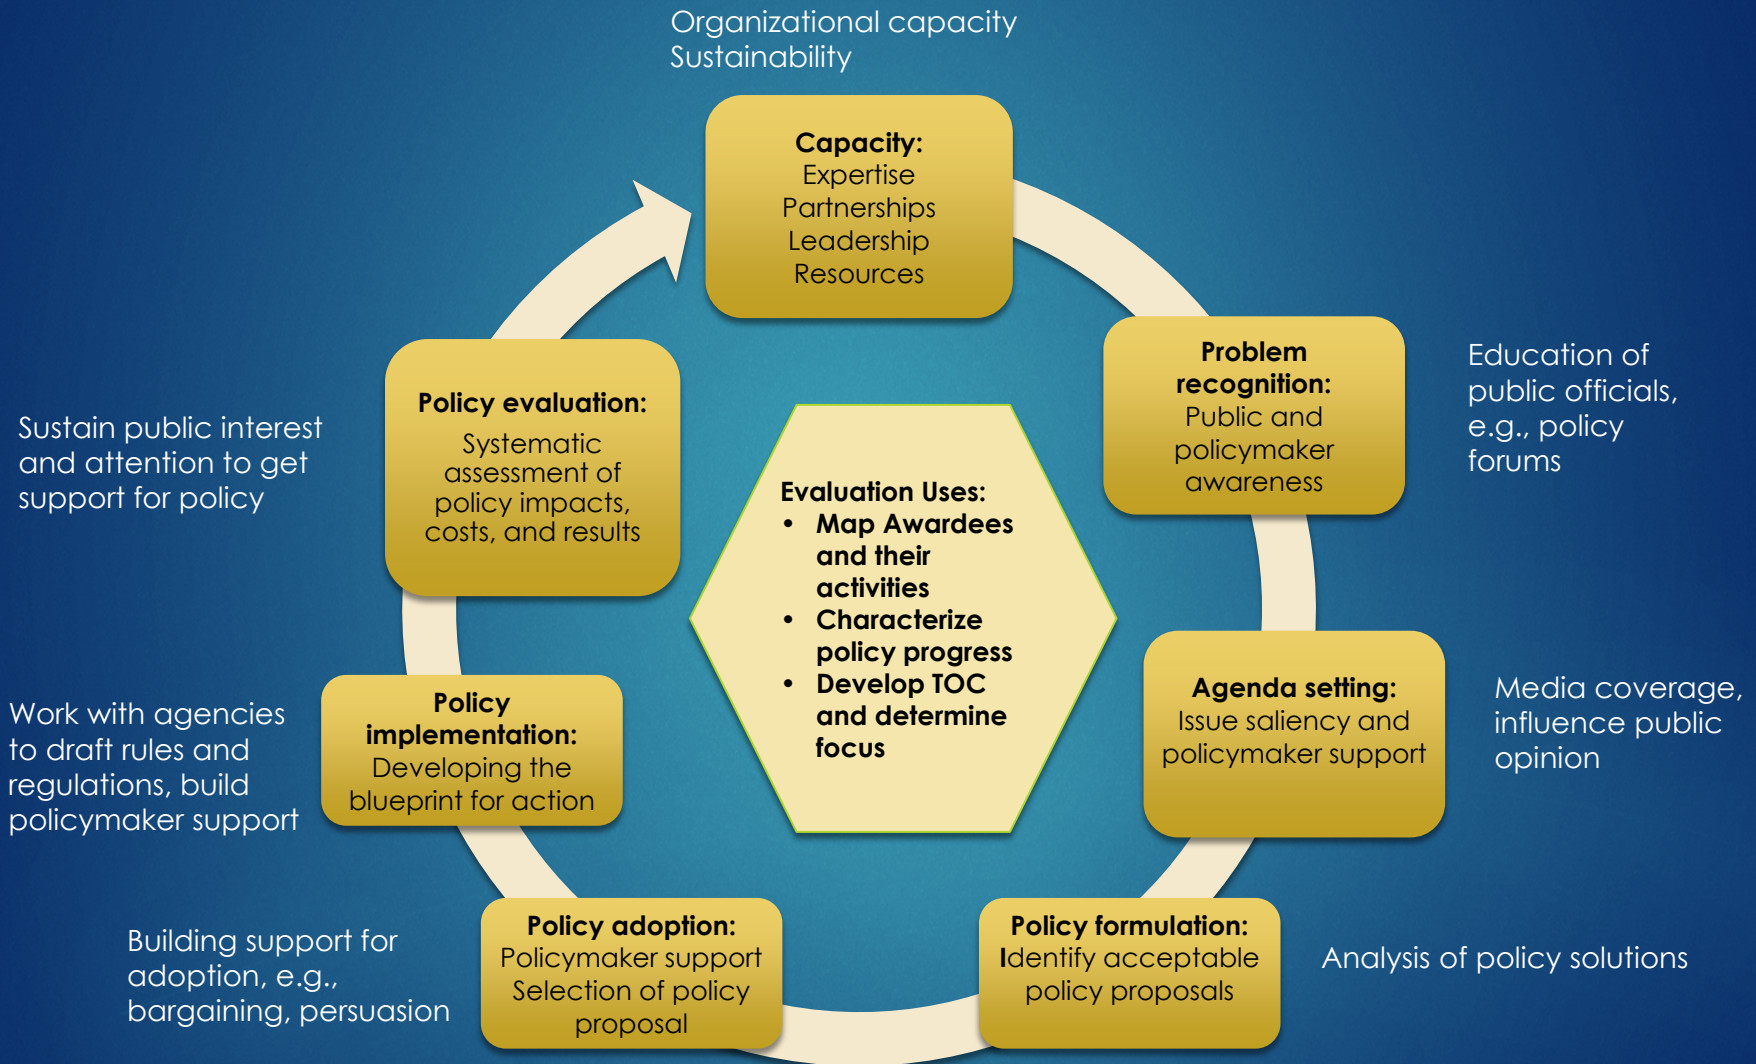 Organizational capacity
Sustainability
Capacity:
Expertise
Partnerships
Leadership
Resources
Problem
recognition:
Public and
policymaker
awareness
Education of
public officials,
e.g., policy
forums
Agenda setting:
Issue saliency and
policymaker support
Media coverage,
influence public
opinion
Policy formulation:
Identify acceptable
policy proposals
Analysis of policy solutions
Policy adoption:
Policymaker support
Selection of policy
proposal
Building support for
adoption, e.g.,
bargaining, persuasion
Policy
implementation:
Developing the
blueprint for action
Work with agencies
to draft rules and
regulations, build
policymaker support
Policy evaluation:
Systematic
assessment of
policy impacts,
costs, and results
Sustain public interest
and attention to get
support for policy
Evaluation Uses:
• Map Awardees
and their
activities
• Characterize
policy progress
• Develop TOC
and determine
focus